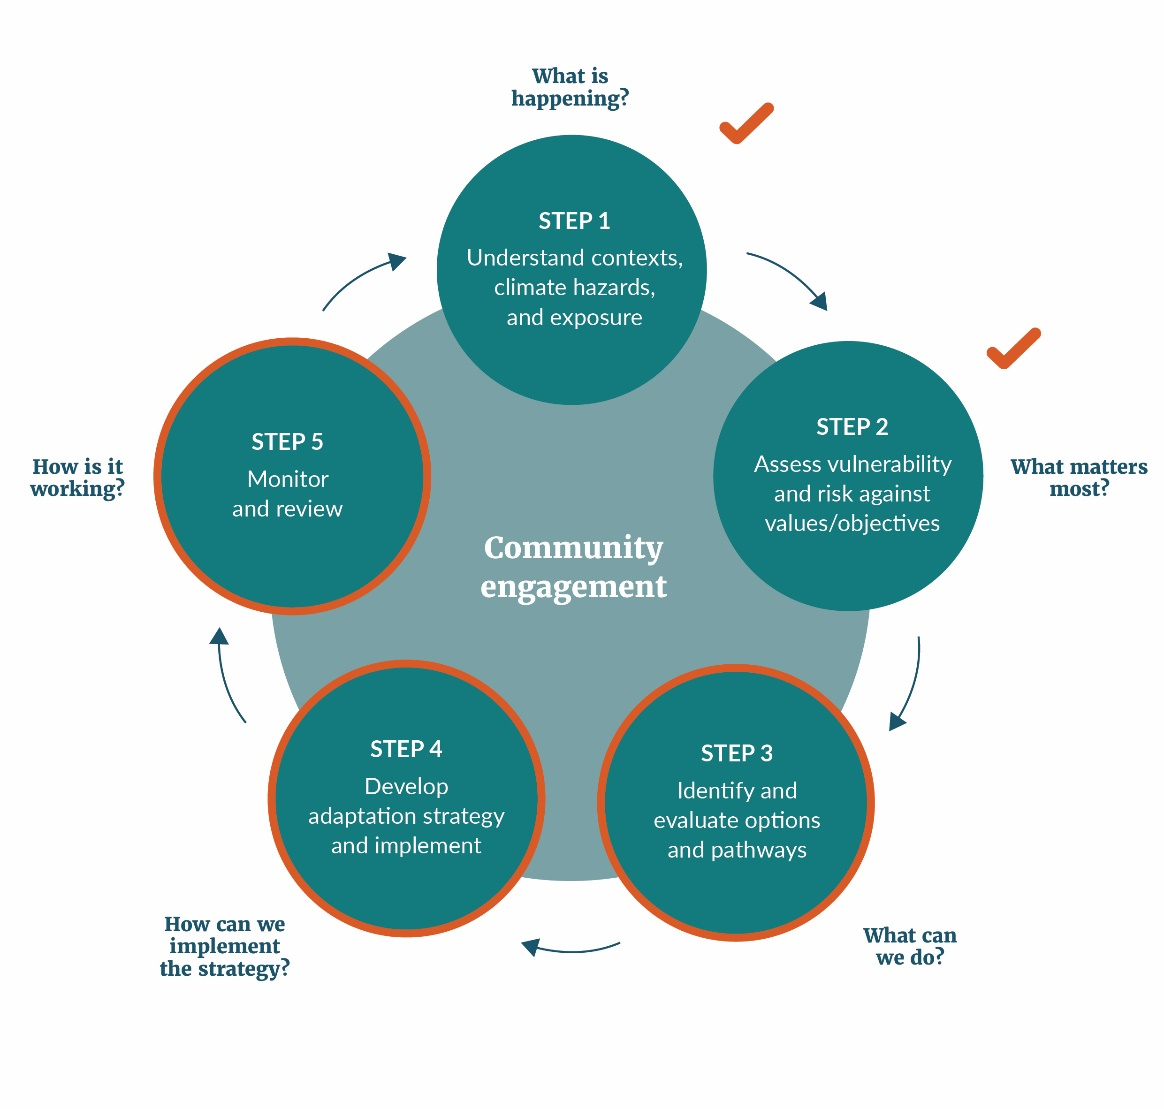 What is
happening?
STEP 1
Understand contexts,
climate hazards,
and exposure
STEP 2
Assess vulnerability
and risk against
values/objectives
What matters
most?
STEP 3
Identify and
evaluate options
and pathways
What can
we do?
STEP 4
Develop
adaptation strategy
and implement
How can we
implement
the strategy?
STEP 5
Monitor
and review
How is it
working?
Community
engagement